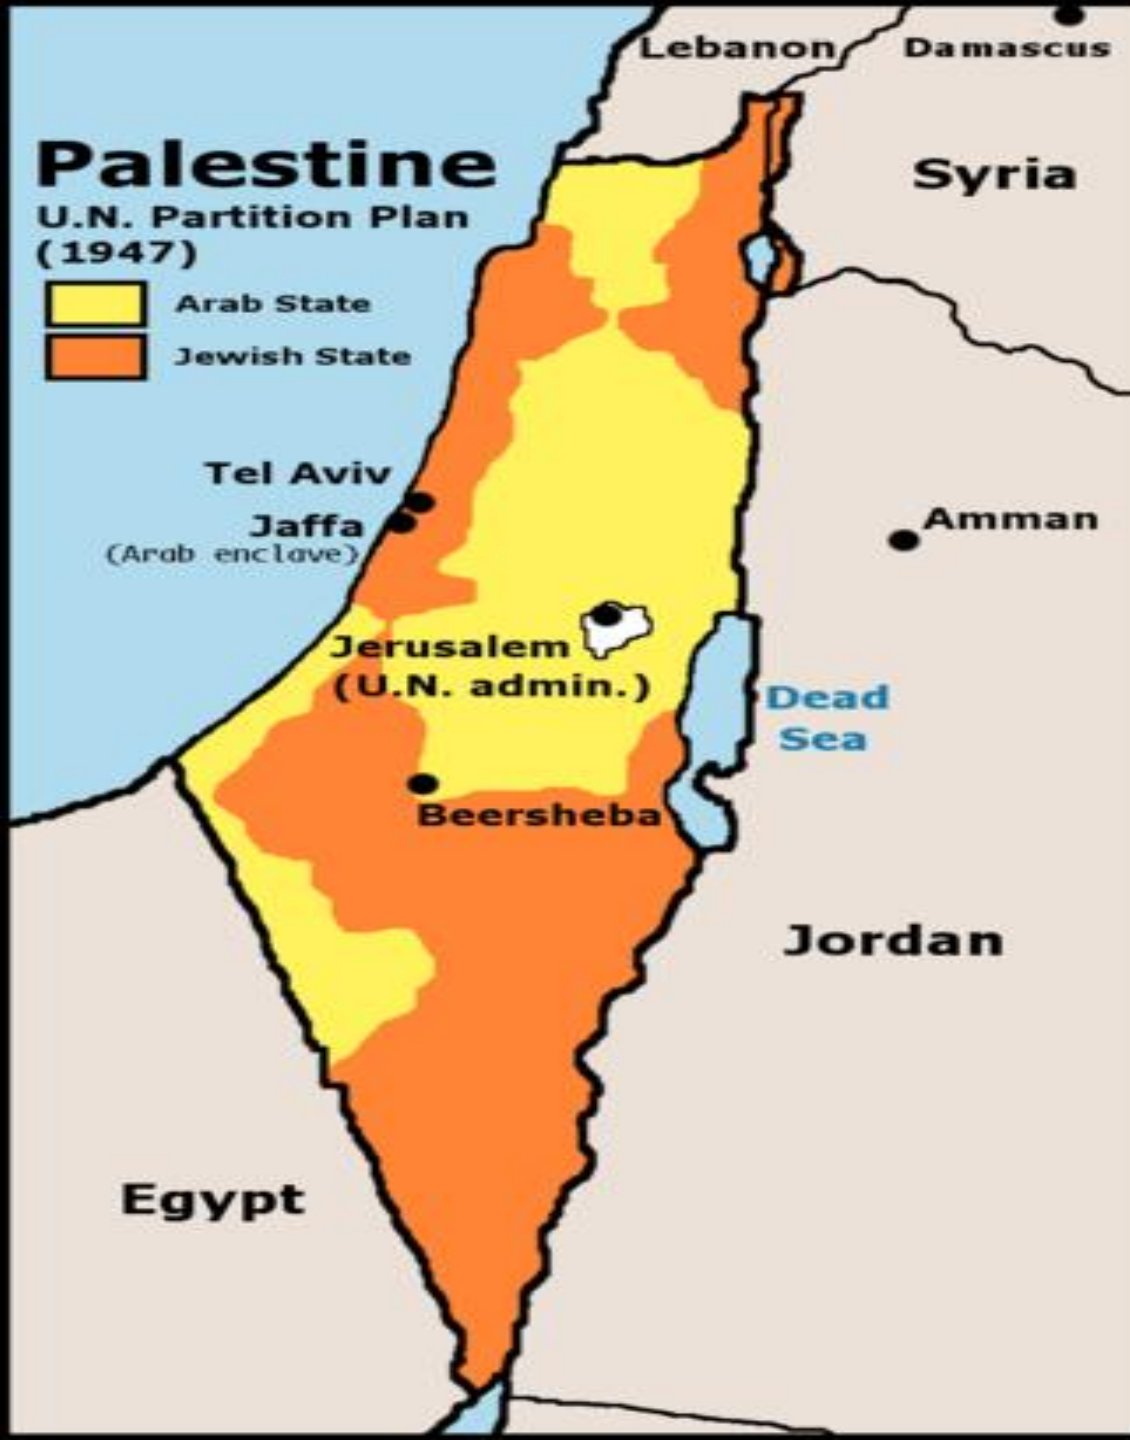 Lebanon
Damascus
Palestine
U.N. Partition Plan
(1947)
Syria
Arab State
Jewish State
Tel Aviv
Jaffa
(Arab enclave)
Amman
Jerusalem
(U.N. admin.)
Dead
Sea
Beersheba
Jordan
Egypt